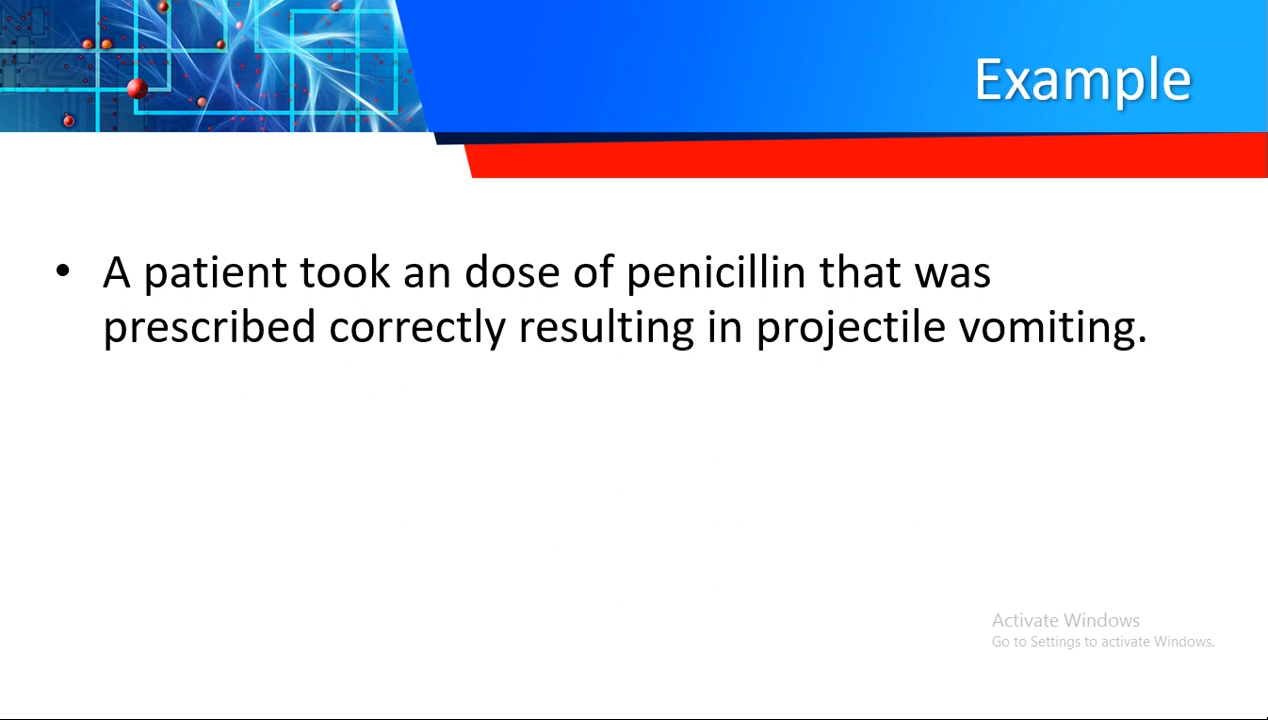 Example
• A patient took an dose of penicillin that was
prescribed correctly resulting in projectile vomiting.
Activate Windows
Go to Settings to activate Windows.